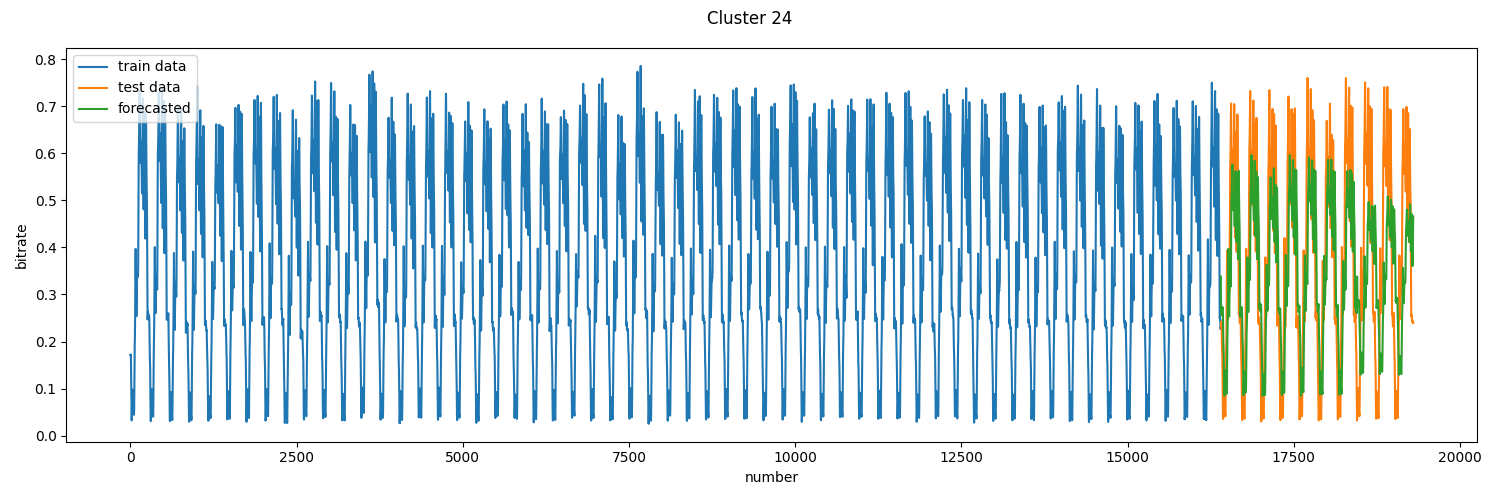 Cluster 24
0.8
0.7
0.6
0.5
0.4
0.3
0.2
0.1
0.0
bitrate
train data
test data
forecasted
0 2500 5000 7500 10000 12500 15000 17500 20000
number